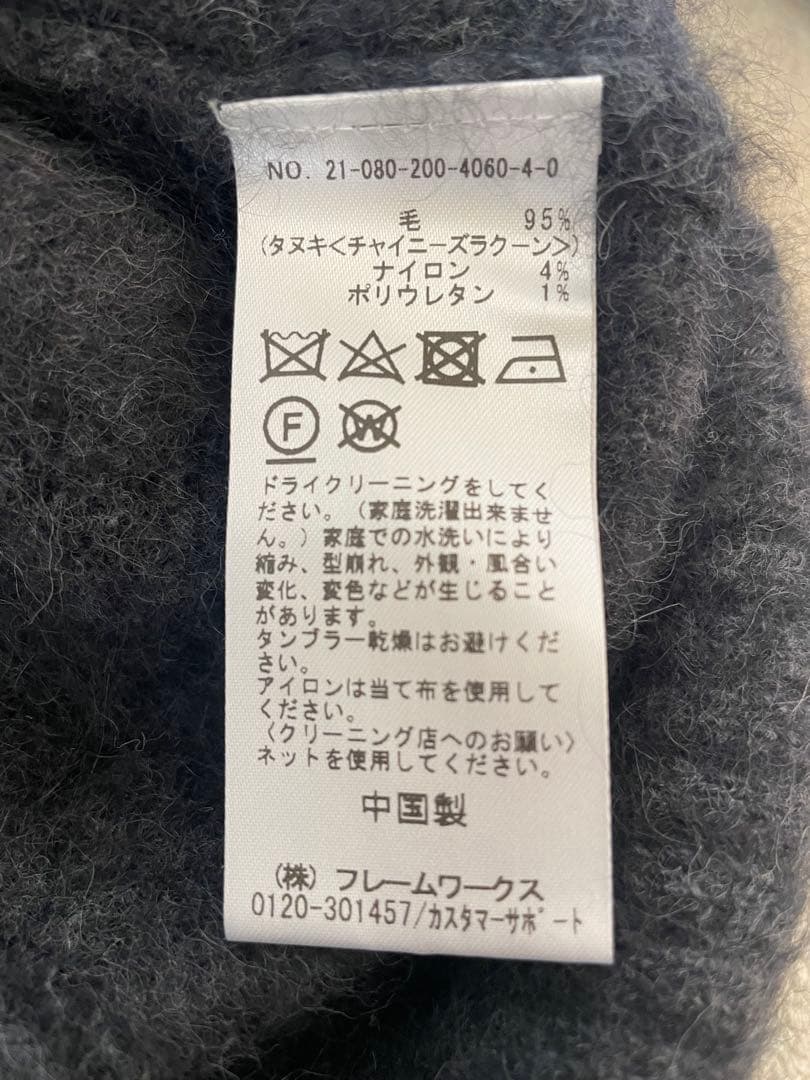 NO. 21-080-200-4060-4-0
毛 95%
(タヌキ<チャイニーズラクーン>)
ナイロン 4%
ポリウレタン 1%
F W
ドライクリーニングをしてく
ださい。(家庭洗濯出来ませ
ん。)家庭での水洗いにより
縮み、型崩れ、外観・風合い
変化、変色などが生じること
があります。
タンブラー乾燥はお避けくだ
さい。
アイロンは当て布を使用して
ください。
〈クリーニング店へのお願い〉
ネットを使用してください。
中国製
(株)フレームワークス
0120-301457/カスタマーサポート